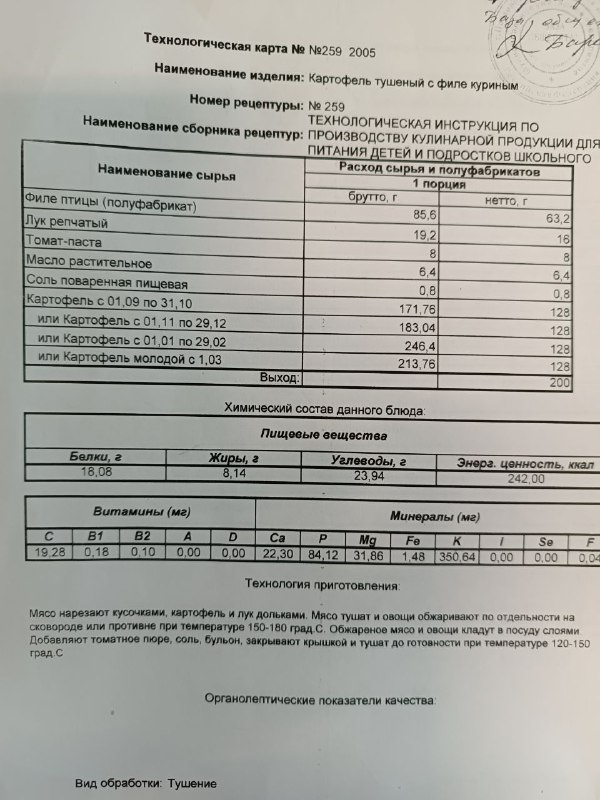 База общ
Технологическая карта № №259 2005
Наименование изделия: Картофель тушеный с филе куриным
Номер рецептуры: № 259
Наименование сборника рецептур: ТЕХНОЛОГИЧЕСКАЯ ИНСТРУКЦИЯ ПО
ПРОИЗВОДСТВУ КУЛИНАРНОЙ ПРОДУКЦИИ ДЛЯ
ПИТАНИЯ ДЕТЕЙ И ПОДРОСТКОВ ШКОЛЬНОГО
Наименование сырья Расход сырья и полуфабрикатов
1 порция
брутто, г нетто, г
Филе птицы (полуфабрикат) 85,6 63,2
Лук репчатый 19,2 16
Томат-паста 8 8
Масло растительное 6,4 6,4
Соль поваренная пищевая 0,8 0,8
Картофель с 01,09 по 31,10 171,76 128
или Картофель с 01,11 по 29,12 183,04 128
или Картофель с 01,01 по 29,02 246,4 128
или Картофель молодой с 1,03 213,76 128
Выход: 200
Химический состав данного блюда:
Пищевые вещества
Белки, г Жиры, г Углеводы, г Энерг. ценность, ккал
18,08 8,14 23,94 242,00
Витамины (мг) Минералы (мг)
C B1 B2 A D Ca P Mg Fe K I Se F
19,28 0,18 0,10 0,00 0,00 22,30 84,12 31,86 1,48 350,64 0,00 0,00 0,04
Технология приготовления:
Мясо нарезают кусочками, картофель и лук дольками. Мясо тушат и овощи обжаривают по отдельности на
сковороде или противне при температуре 150-180 град.С. Обжареное мясо и овощи кладут в посуду слоями
Добавляют томатное пюре, соль, бульон, закрывают крышкой и тушат до готовности при температуре 120-150
град.С
Органолептические показатели качества:
Вид обработки: Тушение